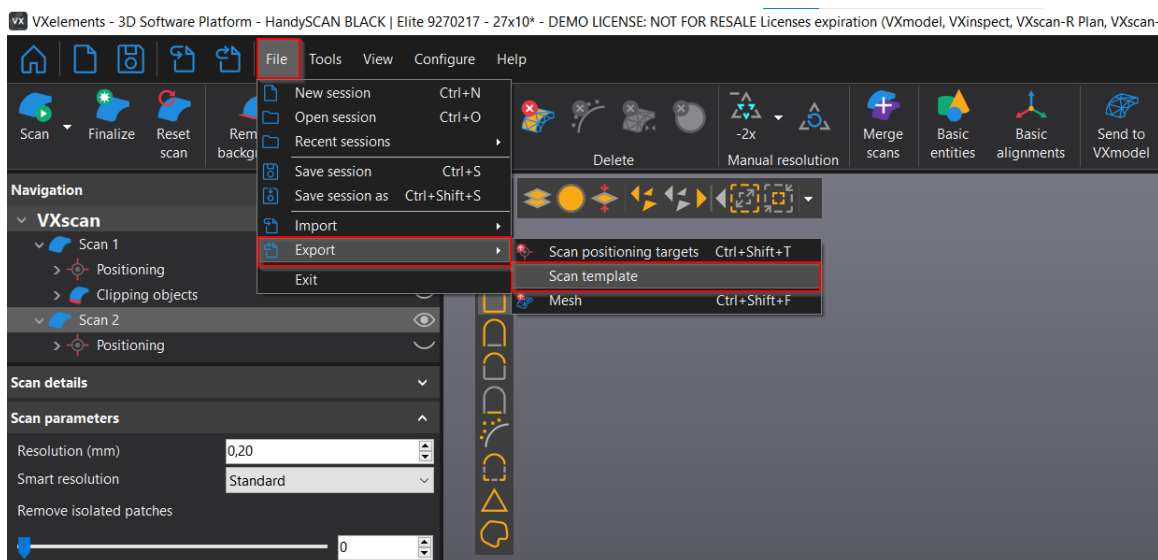 VXelements - 3D Software Platform - HandySCAN BLACK | Elite 9270217 - 27x10* - DEMO LICENSE: NOT FOR RESALE Licenses expiration (VXmodel, VXinspect, VXscan-R Plan, VXscan-
File Tools View Configure Help
New session Ctrl+N
Open session Ctrl+O
Recent sessions
Save session Ctrl+S
Save session as Ctrl+Shift+S
Import
Export
Exit
Scan positioning targets Ctrl+Shift+T
Scan template
Mesh Ctrl+Shift+F
Scan
Finalize
Reset
scan
Rem
backg
Delete
-2x
Manual resolution
Merge
scans
Basic
entities
Basic
alignments
Send to
VXmodel
Navigation
VXscan
Scan 1
Positioning
Clipping objects
Scan 2
Positioning
Scan details
Scan parameters
Resolution (mm) 0,20
Smart resolution Standard
Remove isolated patches
0